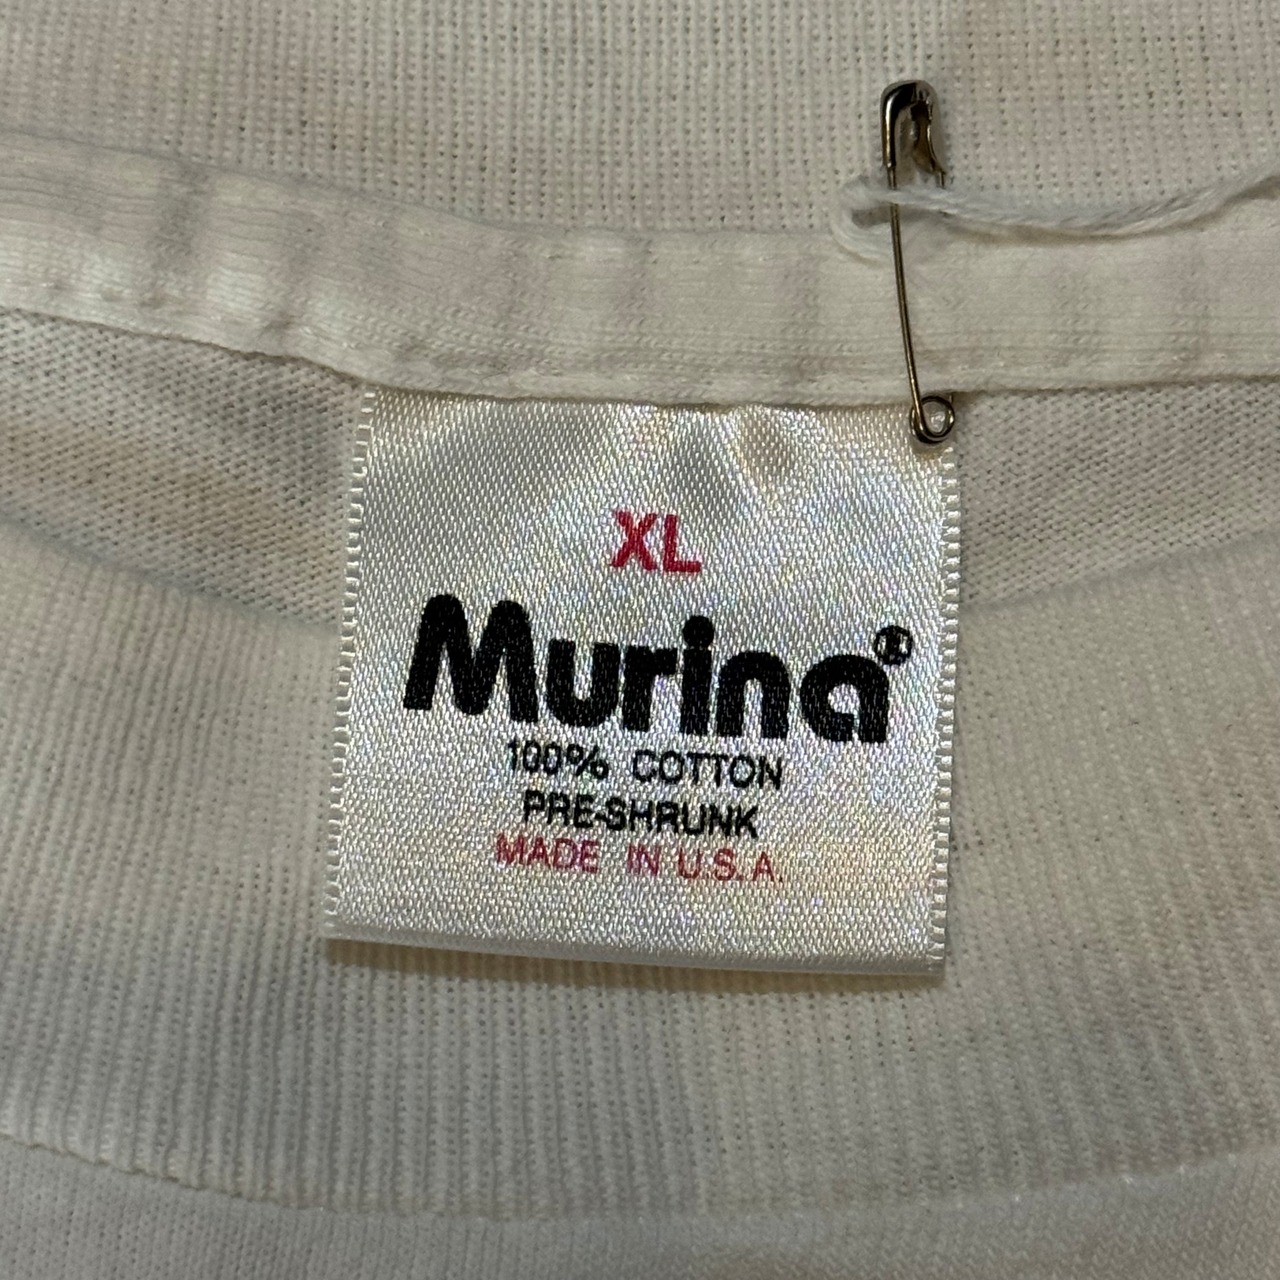 XL
Murina®
100% COTTON
PRE-SHRUNK
MADE IN U.S.A.